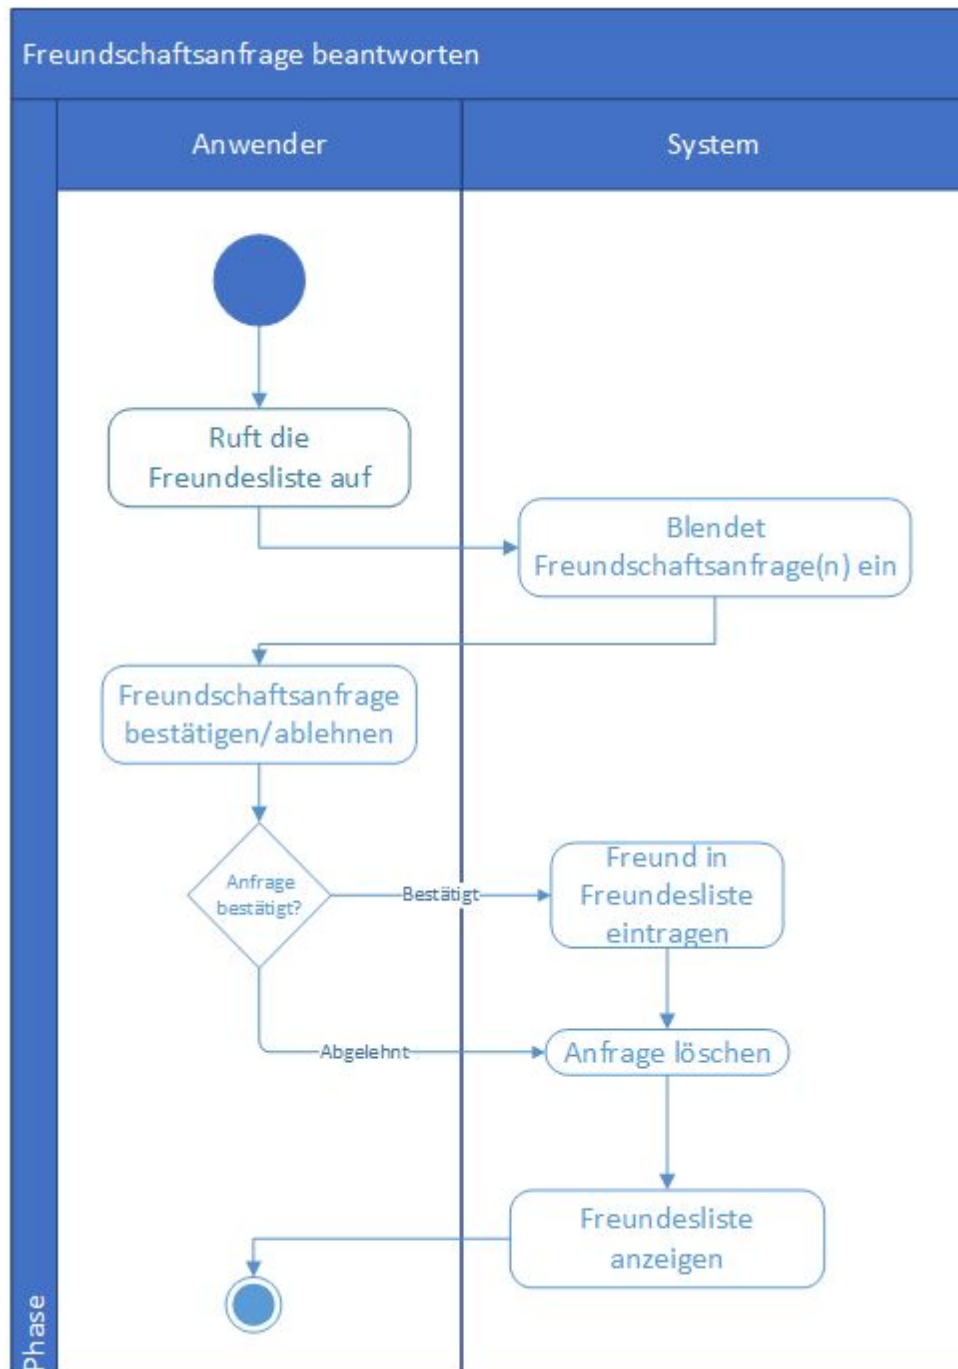 Freundschaftsanfrage beantworten
Anwender
System
Ruft die
Freundesliste auf
Blendet
Freundschaftsanfrage(n) ein
Freundschaftsanfrage
bestätigen/ablehnen
Anfrage
bestätigt?
Bestätigt
Freund in
Freundesliste
eintragen
Abgelehnt
Anfrage löschen
Freundesliste
anzeigen
Phase